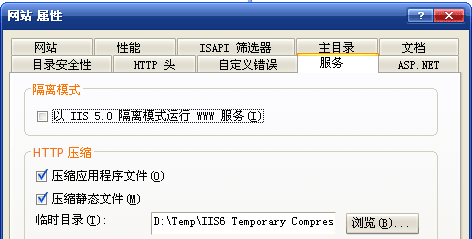 网站 属性
网站 性能 ISAPI 筛选器 主目录 文档
目录安全性 HTTP 头 自定义错误 服务 ASP.NET
隔离模式
以 IIS 5.0 隔离模式运行 WWW 服务(I)
HTTP 压缩
压缩应用程序文件(O)
压缩静态文件(M)
临时目录(T): D:\Temp\IIS6 Temporary Compres 浏览(B)...